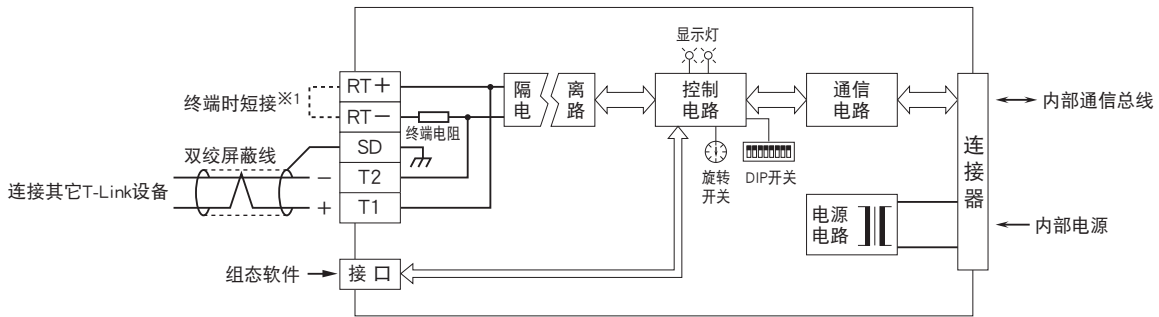 显示灯
终端时短接※1
RT+
RT−
终端电阻
SD
T2
T1
双绞屏蔽线
连接其它T-Link设备
−
+
隔 离
电 路
控制
电路
通信
电路
旋转
开关
DIP开关
电源
电路
连接器
内部通信总线
内部电源
组态软件
接 口